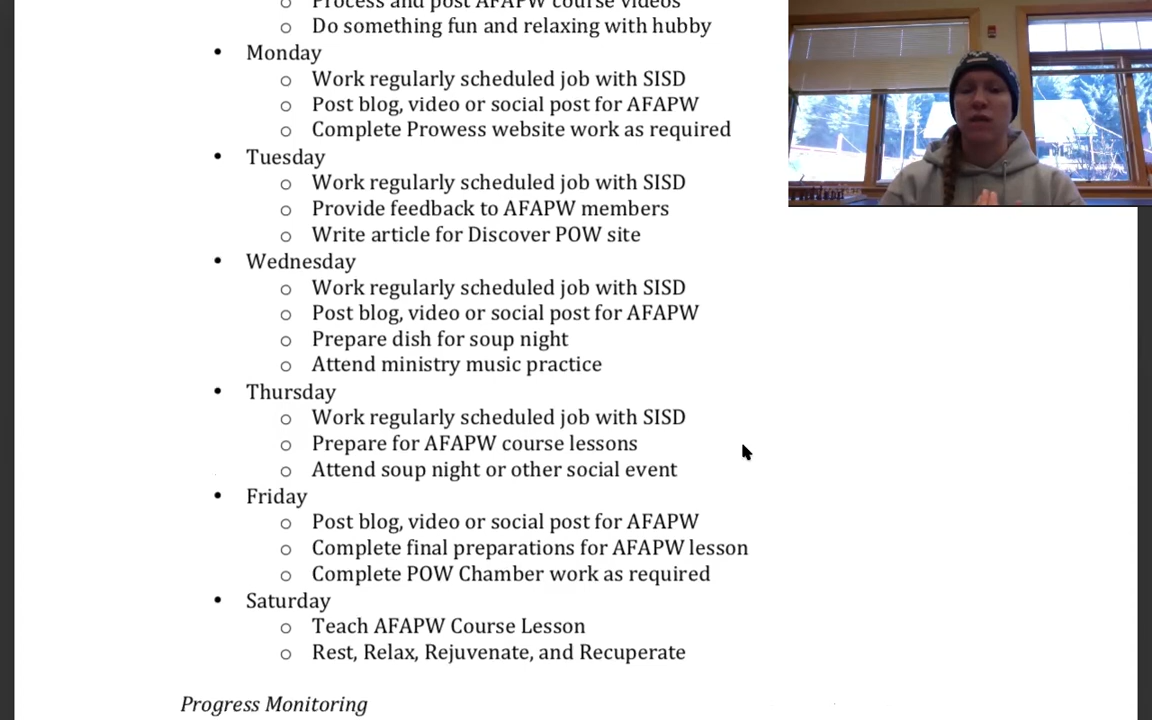 o Process and post AFAPW course videos
o Do something fun and relaxing with hubby
• Monday
o Work regularly scheduled job with SISD
o Post blog, video or social post for AFAPW
o Complete Prowess website work as required
• Tuesday
o Work regularly scheduled job with SISD
o Provide feedback to AFAPW members
o Write article for Discover POW site
• Wednesday
o Work regularly scheduled job with SISD
o Post blog, video or social post for AFAPW
o Prepare dish for soup night
o Attend ministry music practice
• Thursday
o Work regularly scheduled job with SISD
o Prepare for AFAPW course lessons
o Attend soup night or other social event
• Friday
o Post blog, video or social post for AFAPW
o Complete final preparations for AFAPW lesson
o Complete POW Chamber work as required
• Saturday
o Teach AFAPW Course Lesson
o Rest, Relax, Rejuvenate, and Recuperate
Progress Monitoring